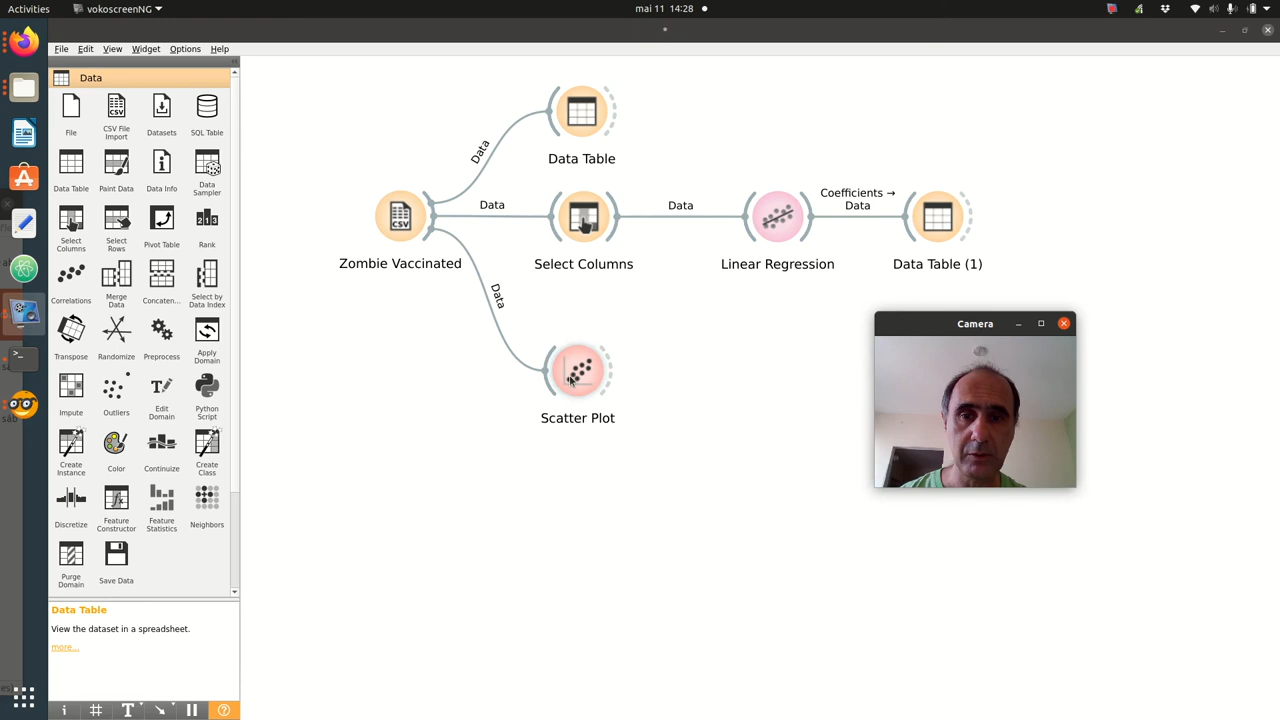 Activities
vokoscreenNG
mai 11 14:28
*
File Edit View Widget Options Help
Data
File
CSV File Import
Datasets
SQL Table
Data Table
Paint Data
Data Info
Data Sampler
Select Columns
Select Rows
Pivot Table
Rank
Correlations
Merge Data
Concaten...
Select by Data Index
Transpose
Randomize
Preprocess
Apply Domain
Impute
Outliers
Edit Domain
Python Script
Create Instance
Color
Continuize
Create Class
Discretize
Feature Constructor
Feature Statistics
Neighbors
Purge Domain
Save Data
Data Table
View the dataset in a spreadsheet.
more...
Data
Data Table
CSV
Zombie Vaccinated
Data
Select Columns
Data
Linear Regression
Coefficients →
Data
Data Table (1)
Data
Scatter Plot
Camera